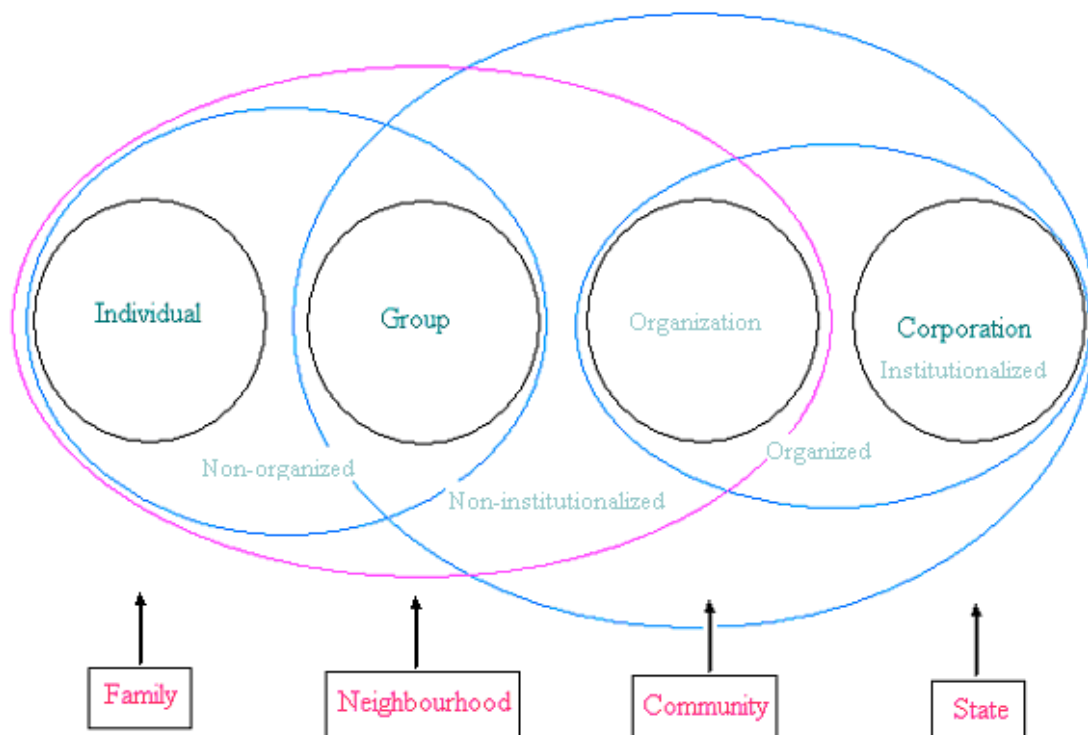 Individual
Group
Organization
Corporation
Institutionalized
Non-organized
Organized
Non-institutionalized
Family
Neighbourhood
Community
State